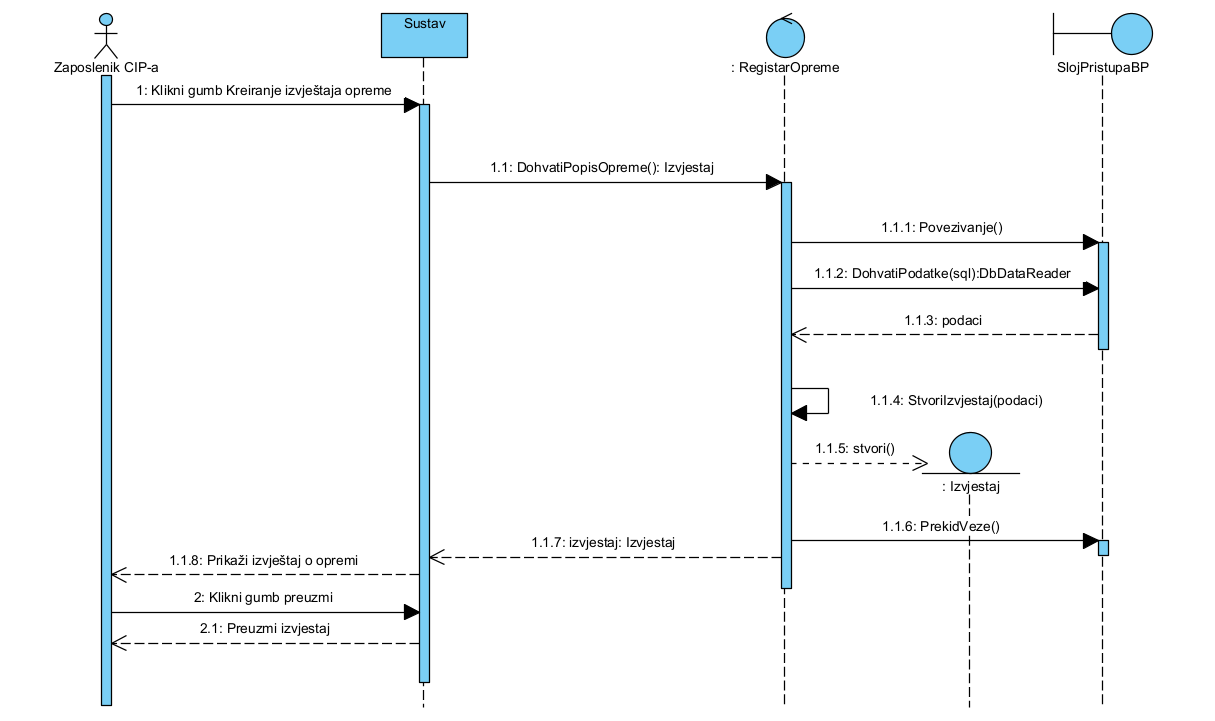 Sustav
Zaposlenik CIP-a
: RegistarOpreme
SlojPristupaBP
1: Klikni gumb Kreiranje izvještaja opreme
1.1: DohvatiPopisOpreme(): Izvjestaj
1.1.1: Povezivanje()
1.1.2: DohvatiPodatke(sql):DbDataReader
1.1.3: podaci
1.1.4: StvoriIzvjestaj(podaci)
1.1.5: stvori()
: Izvjestaj
1.1.6: PrekidVeze()
1.1.7: izvjestaj: Izvjestaj
1.1.8: Prikaži izvještaj o opremi
2: Klikni gumb preuzmi
2.1: Preuzmi izvjestaj